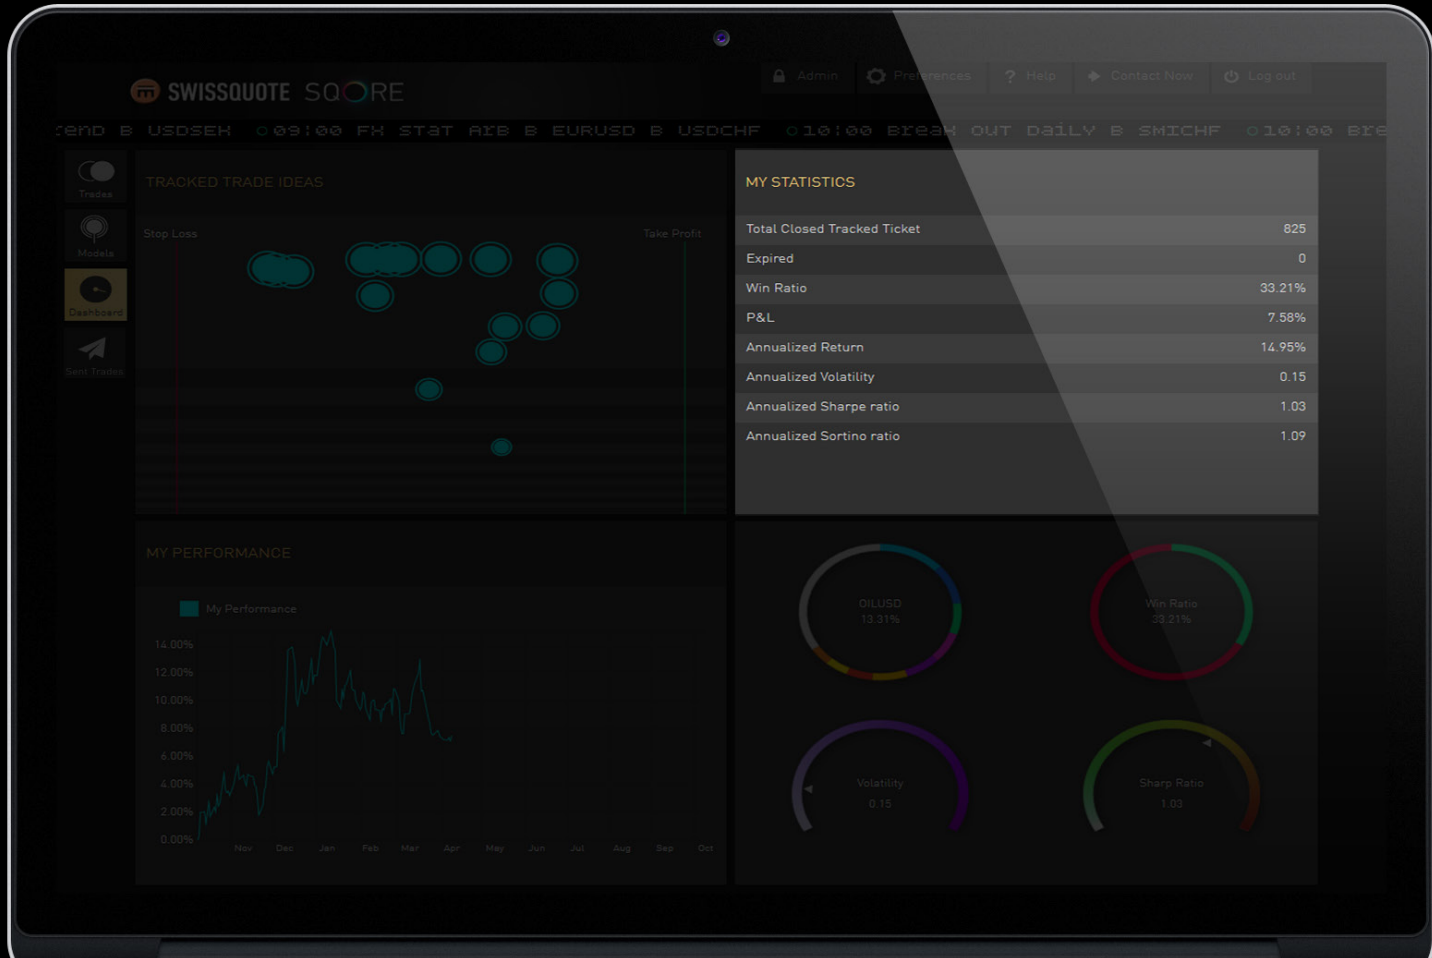 SWISSQUOTE SQORE
Admin
Preferences
? Help
Contact Now
Log out
rend B USDSEK 09:00 FX Stat Arb B EURUSD B USDCHF 10:00 Break Out Daily B SMICHF 10:00 Bre
Trades
Models
Dashboard
Sent Trades
TRACKED TRADE IDEAS
Stop Loss
Take Profit
MY STATISTICS
Total Closed Tracked Ticket 825
Expired 0
Win Ratio 33.21%
P&L 7.58%
Annualized Return 14.95%
Annualized Volatility 0.15
Annualized Sharpe ratio 1.03
Annualized Sortino ratio 1.09
MY PERFORMANCE
My Performance
14.00%
12.00%
10.00%
8.00%
6.00%
4.00%
2.00%
0.00%
Nov Dec Jan Feb Mar Apr May Jun Jul Aug Sep Oct
OILUSD
13.31%
Win Ratio
33.21%
Volatility
0.15
Sharp Ratio
1.03